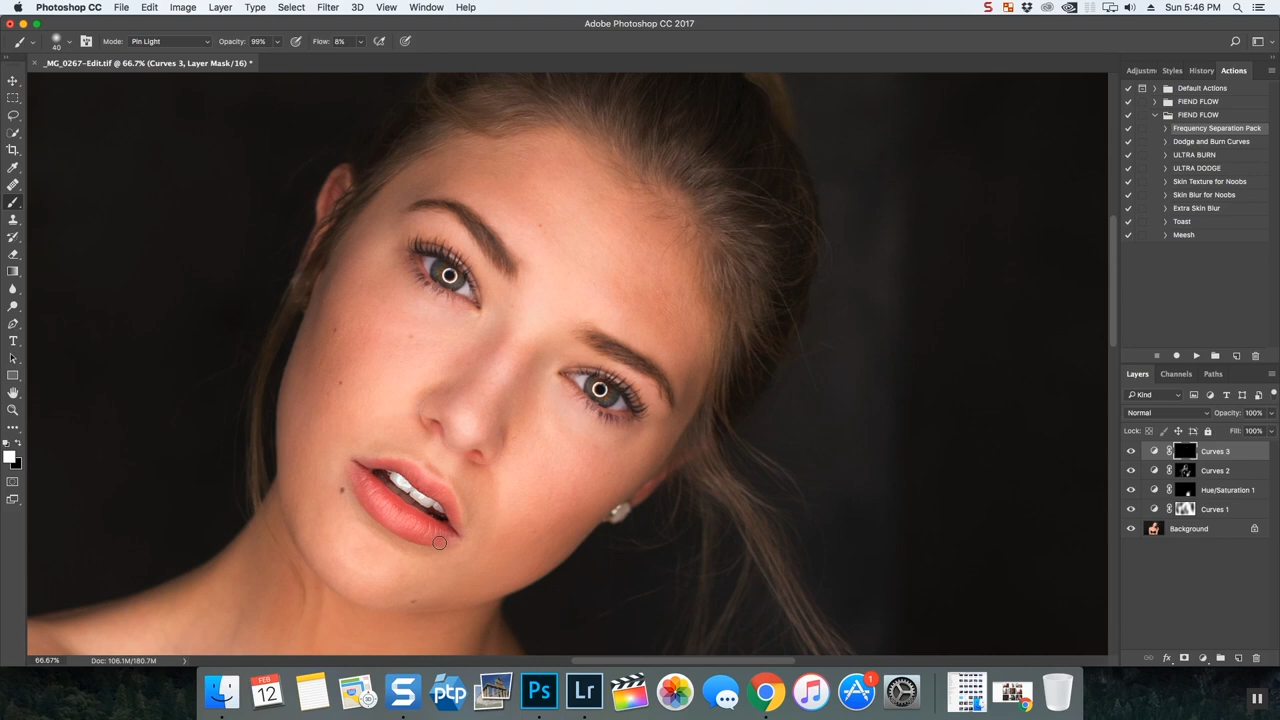 Photoshop CC File Edit Image Layer Type Select Filter 3D View Window Help
Sun 5:46 PM
Adobe Photoshop CC 2017
40 Mode: Pin Light Opacity: 99% Flow: 8%
_MG_0267-Edit.tif @ 66.7% (Curves 3, Layer Mask/16) *
Adjustm Styles History Actions
Default Actions
FIEND FLOW
FIEND FLOW
Frequency Separation Pack
Dodge and Burn Curves
ULTRA BURN
ULTRA DODGE
Skin Texture for Noobs
Skin Blur for Noobs
Extra Skin Blur
Toast
Meesh
Layers Channels Paths
Kind
Normal Opacity: 100%
Lock: Fill: 100%
Curves 3
Curves 2
Hue/Saturation 1
Curves 1
Background
66.67% Doc: 106.1M/180.7M
FEB
12
S
ptp
Ps
Lr
1